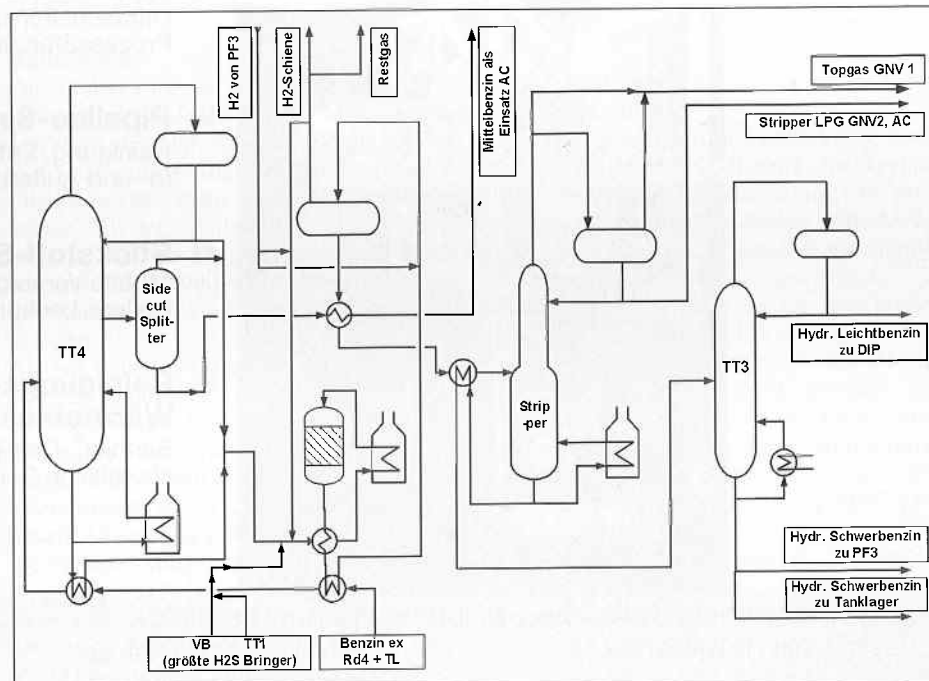 H2 von PF3
H2-Schiene
Restgas
Mittelbenzin als
Einsatz AC
Topgas GNV 1
Stripper LPG GNV2, AC
TT4
Side
cut
Split-
ter
Strip
-per
TT3
Hydr. Leichtbenzin
zu DIP
Hydr. Schwerbenzin
zu PF3
Hydr. Schwerbenzin
zu Tanklager
VB TT1
(größte H2S Bringer)
Benzin ex
Rd4 + TL